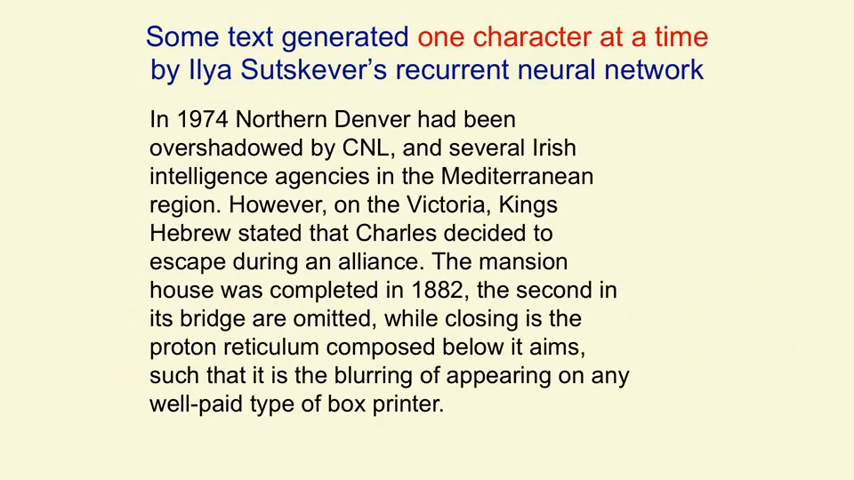 Some text generated one character at a time
by Ilya Sutskever’s recurrent neural network
In 1974 Northern Denver had been
overshadowed by CNL, and several Irish
intelligence agencies in the Mediterranean
region. However, on the Victoria, Kings
Hebrew stated that Charles decided to
escape during an alliance. The mansion
house was completed in 1882, the second in
its bridge are omitted, while closing is the
proton reticulum composed below it aims,
such that it is the blurring of appearing on any
well-paid type of box printer.